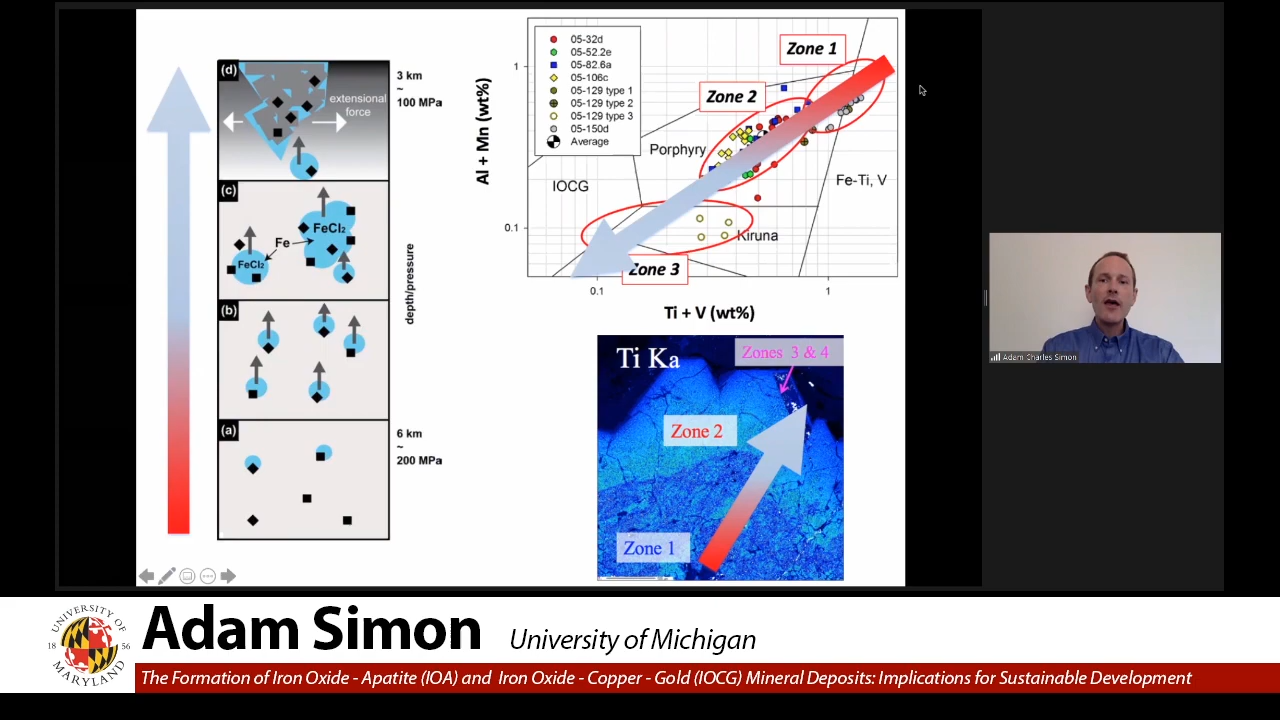 (d)
extensional
force
3 km
~
100 MPa
(c)
FeCl₂
Fe
FeCl₂
depth/pressure
(b)
(a)
6 km
~
200 MPa
05-32d
05-52.2e
05-82.6a
05-106c
05-129 type 1
05-129 type 2
05-129 type 3
05-150d
Average
Zone 1
Zone 2
Zone 3
Porphyry
IOCG
Fe-Ti, V
Kiruna
Al + Mn (wt%)
1
0.1
0.1
1
Ti + V (wt%)
Ti Ka
Zones 3 & 4
Zone 2
Zone 1
Adam Charles Simon
UNIVERSITY OF
18 56
MARYLAND
Adam Simon University of Michigan
The Formation of Iron Oxide - Apatite (IOA) and Iron Oxide - Copper - Gold (IOCG) Mineral Deposits: Implications for Sustainable Development